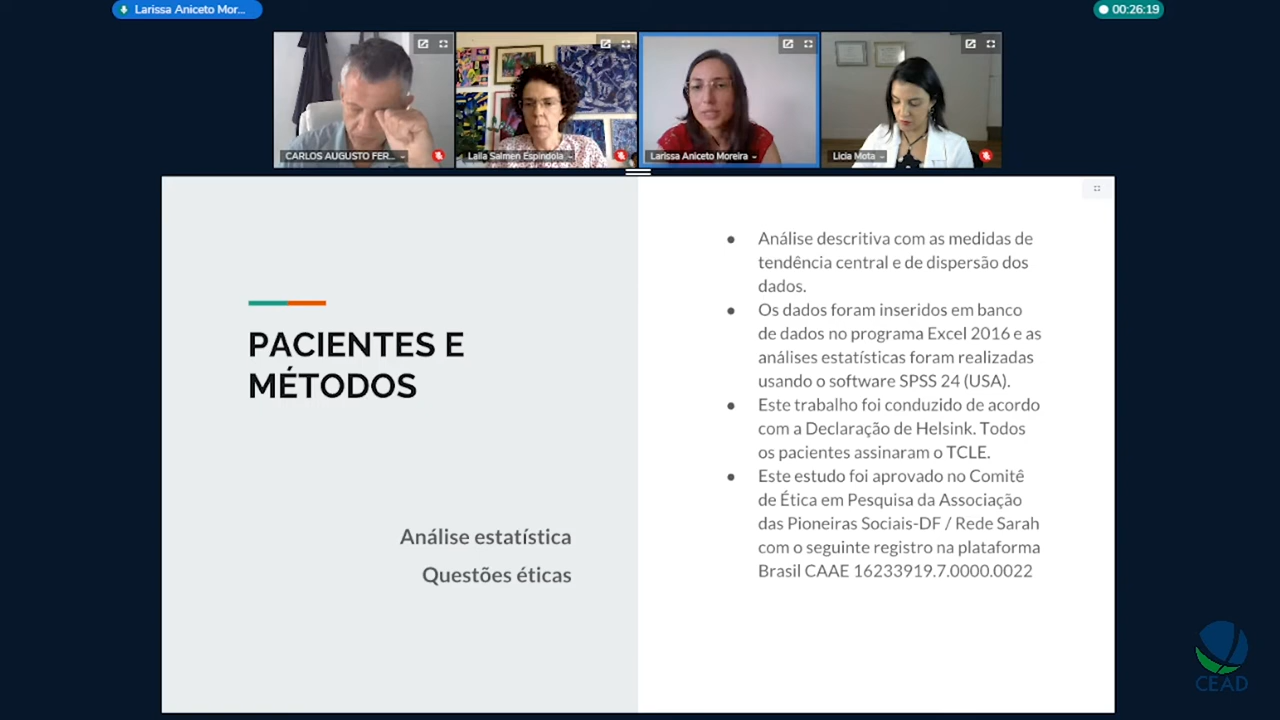 Larissa Aniceto Mor...
00:26:19
CARLOS AUGUSTO FER...
Laila Salmen Espindola
Larissa Aniceto Moreira
Licia Mota
PACIENTES E
MÉTODOS
Análise estatística
Questões éticas
● Análise descritiva com as medidas de
tendência central e de dispersão dos
dados.
● Os dados foram inseridos em banco
de dados no programa Excel 2016 e as
análises estatísticas foram realizadas
usando o software SPSS 24 (USA).
● Este trabalho foi conduzido de acordo
com a Declaração de Helsink. Todos
os pacientes assinaram o TCLE.
● Este estudo foi aprovado no Comitê
de Ética em Pesquisa da Associação
das Pioneiras Sociais-DF / Rede Sarah
com o seguinte registro na plataforma
Brasil CAAE 16233919.7.0000.0022
CEAD